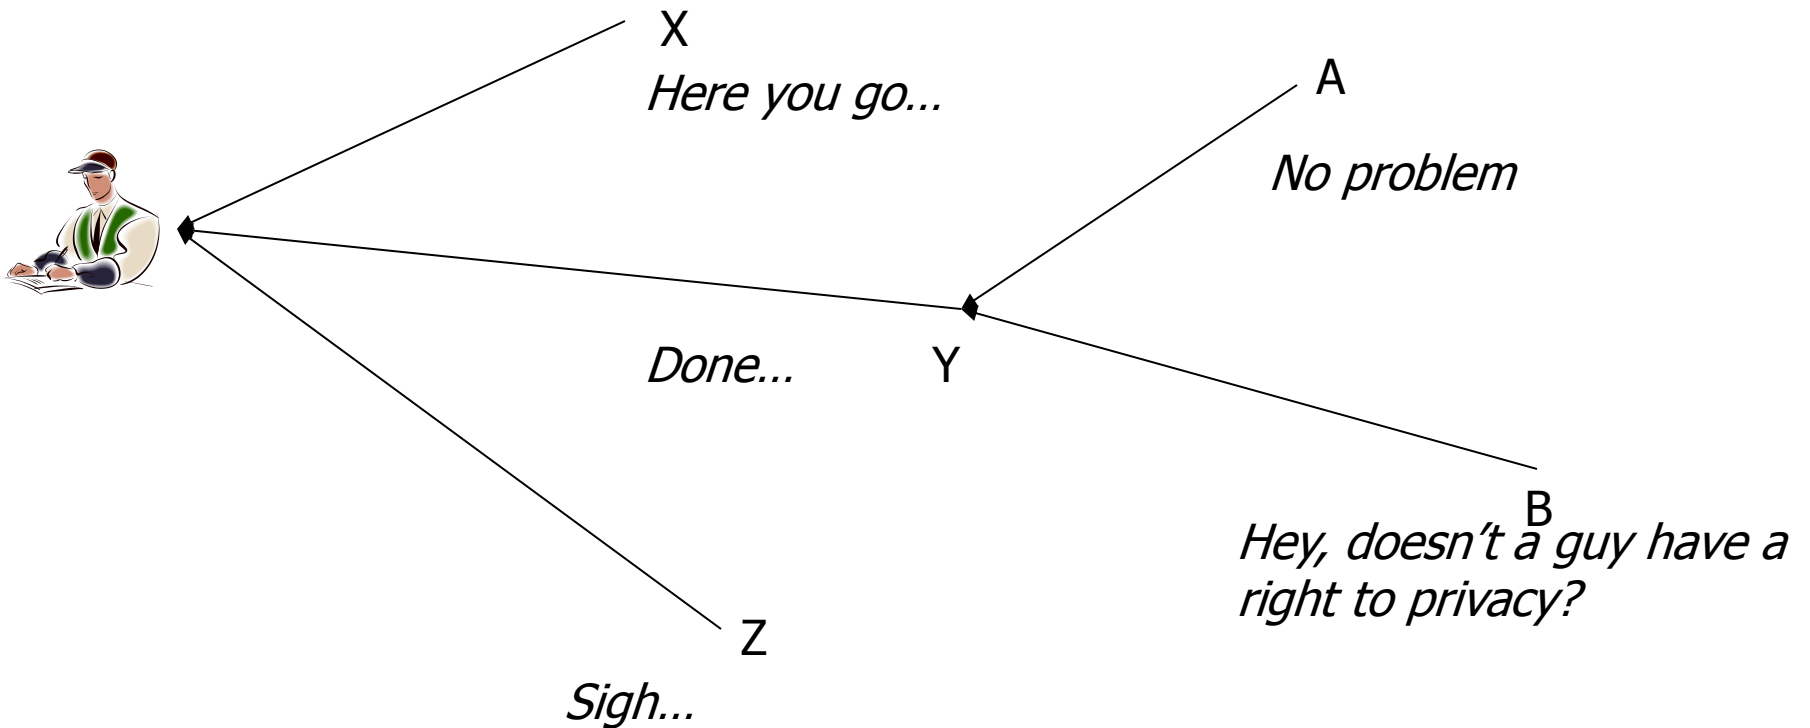 X
Here you go...
A
No problem
Done...
Y
B
Hey, doesn’t a guy have a
right to privacy?
Z
Sigh...